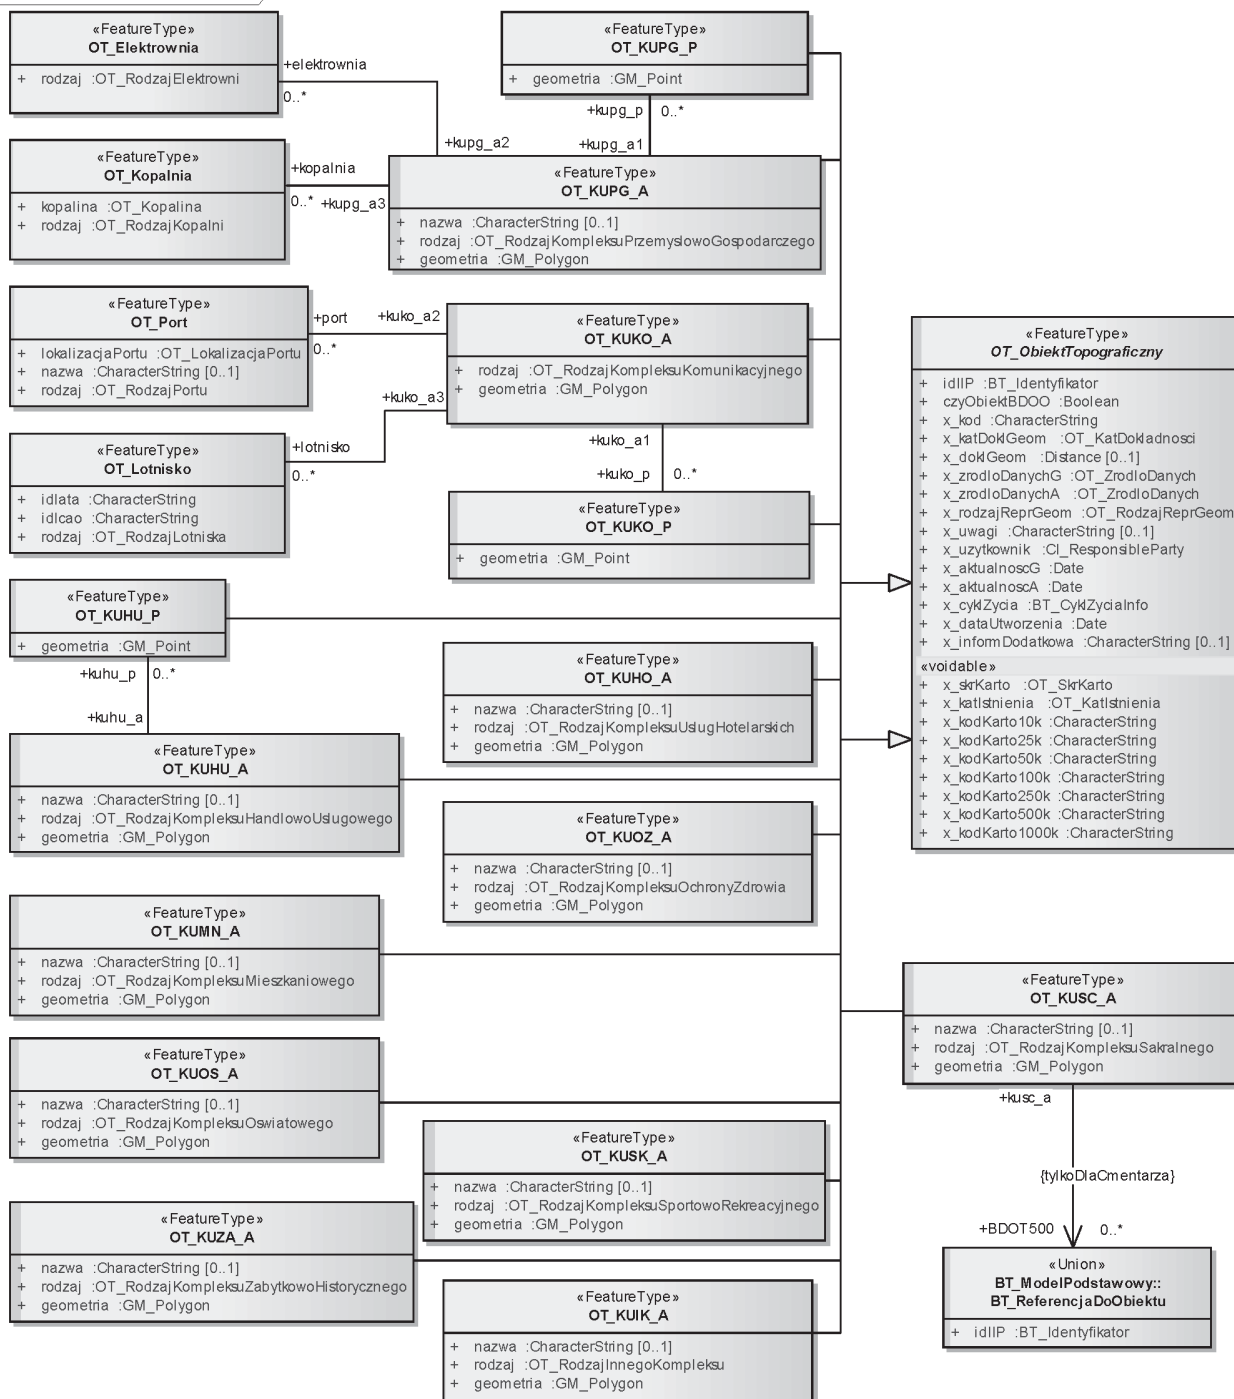 «FeatureType»
OT_Elektrownia
+ rodzaj :OT_RodzajElektrowni
+elektrownia
0..*
+kupg_a2
«FeatureType»
OT_KUPG_P
+ geometria :GM_Point
+kupg_p 0..*
+kupg_a1
«FeatureType»
OT_Kopalnia
+ kopalina :OT_Kopalina
+ rodzaj :OT_RodzajKopalni
+kopalnia
0..* +kupg_a3
«FeatureType»
OT_KUPG_A
+ nazwa :CharacterString [0..1]
+ rodzaj :OT_RodzajKompleksuPrzemyslowoGospodarczego
+ geometria :GM_Polygon
«FeatureType»
OT_Port
+ lokalizacjaPortu :OT_LokalizacjaPortu
+ nazwa :CharacterString [0..1]
+ rodzaj :OT_RodzajPortu
+port +kuko_a2
0..*
«FeatureType»
OT_KUKO_A
+ rodzaj :OT_RodzajKompleksuKomunikacyjnego
+ geometria :GM_Polygon
+kuko_a3
+lotnisko
0..*
«FeatureType»
OT_Lotnisko
+ idIata :CharacterString
+ idIcao :CharacterString
+ rodzaj :OT_RodzajLotniska
+kuko_a1
+kuko_p 0..*
«FeatureType»
OT_KUKO_P
+ geometria :GM_Point
«FeatureType»
OT_ObiektTopograficzny
+ idIIP :BT_Identyfikator
+ czyObiektBDOO :Boolean
+ x_kod :CharacterString
+ x_katDoklGeom :OT_KatDokladnosci
+ x_doklGeom :Distance [0..1]
+ x_zrodloDanychG :OT_ZrodloDanych
+ x_zrodloDanychA :OT_ZrodloDanych
+ x_rodzajReprGeom :OT_RodzajReprGeom
+ x_uwagi :CharacterString [0..1]
+ x_uzytkownik :CI_ResponsibleParty
+ x_aktualnoscG :Date
+ x_aktualnoscA :Date
+ x_cyklZycia :BT_CyklZyciaInfo
+ x_dataUtworzenia :Date
+ x_informDodatkowa :CharacterString [0..1]
«voidable»
+ x_skrKarto :OT_SkrKarto
+ x_katIstnienia :OT_KatIstnienia
+ x_kodKarto10k :CharacterString
+ x_kodKarto25k :CharacterString
+ x_kodKarto50k :CharacterString
+ x_kodKarto100k :CharacterString
+ x_kodKarto250k :CharacterString
+ x_kodKarto500k :CharacterString
+ x_kodKarto1000k :CharacterString
«FeatureType»
OT_KUHU_P
+ geometria :GM_Point
+kuhu_p 0..*
+kuhu_a
«FeatureType»
OT_KUHO_A
+ nazwa :CharacterString [0..1]
+ rodzaj :OT_RodzajKompleksuUslugHotelarskich
+ geometria :GM_Polygon
«FeatureType»
OT_KUHU_A
+ nazwa :CharacterString [0..1]
+ rodzaj :OT_RodzajKompleksuHandlowoUslugowego
+ geometria :GM_Polygon
«FeatureType»
OT_KUOZ_A
+ nazwa :CharacterString [0..1]
+ rodzaj :OT_RodzajKompleksuOchronyZdrowia
+ geometria :GM_Polygon
«FeatureType»
OT_KUMN_A
+ nazwa :CharacterString [0..1]
+ rodzaj :OT_RodzajKompleksuMieszkaniowego
+ geometria :GM_Polygon
«FeatureType»
OT_KUSC_A
+ nazwa :CharacterString [0..1]
+ rodzaj :OT_RodzajKompleksuSakralnego
+ geometria :GM_Polygon
+kusc_a
{tylkoDlaCmentarza}
+BDOT500 0..*
«FeatureType»
OT_KUOS_A
+ nazwa :CharacterString [0..1]
+ rodzaj :OT_RodzajKompleksuOswiatowego
+ geometria :GM_Polygon
«FeatureType»
OT_KUSK_A
+ nazwa :CharacterString [0..1]
+ rodzaj :OT_RodzajKompleksuSportowoRekreacyjnego
+ geometria :GM_Polygon
«FeatureType»
OT_KUZA_A
+ nazwa :CharacterString [0..1]
+ rodzaj :OT_RodzajKompleksuZabytkowoHistorycznego
+ geometria :GM_Polygon
«Union»
BT_ModelPodstawowy::
BT_ReferencjaDoObiektu
+ idIIP :BT_Identyfikator
«FeatureType»
OT_KUIK_A
+ nazwa :CharacterString [0..1]
+ rodzaj :OT_RodzajInnegoKompleksu
+ geometria :GM_Polygon